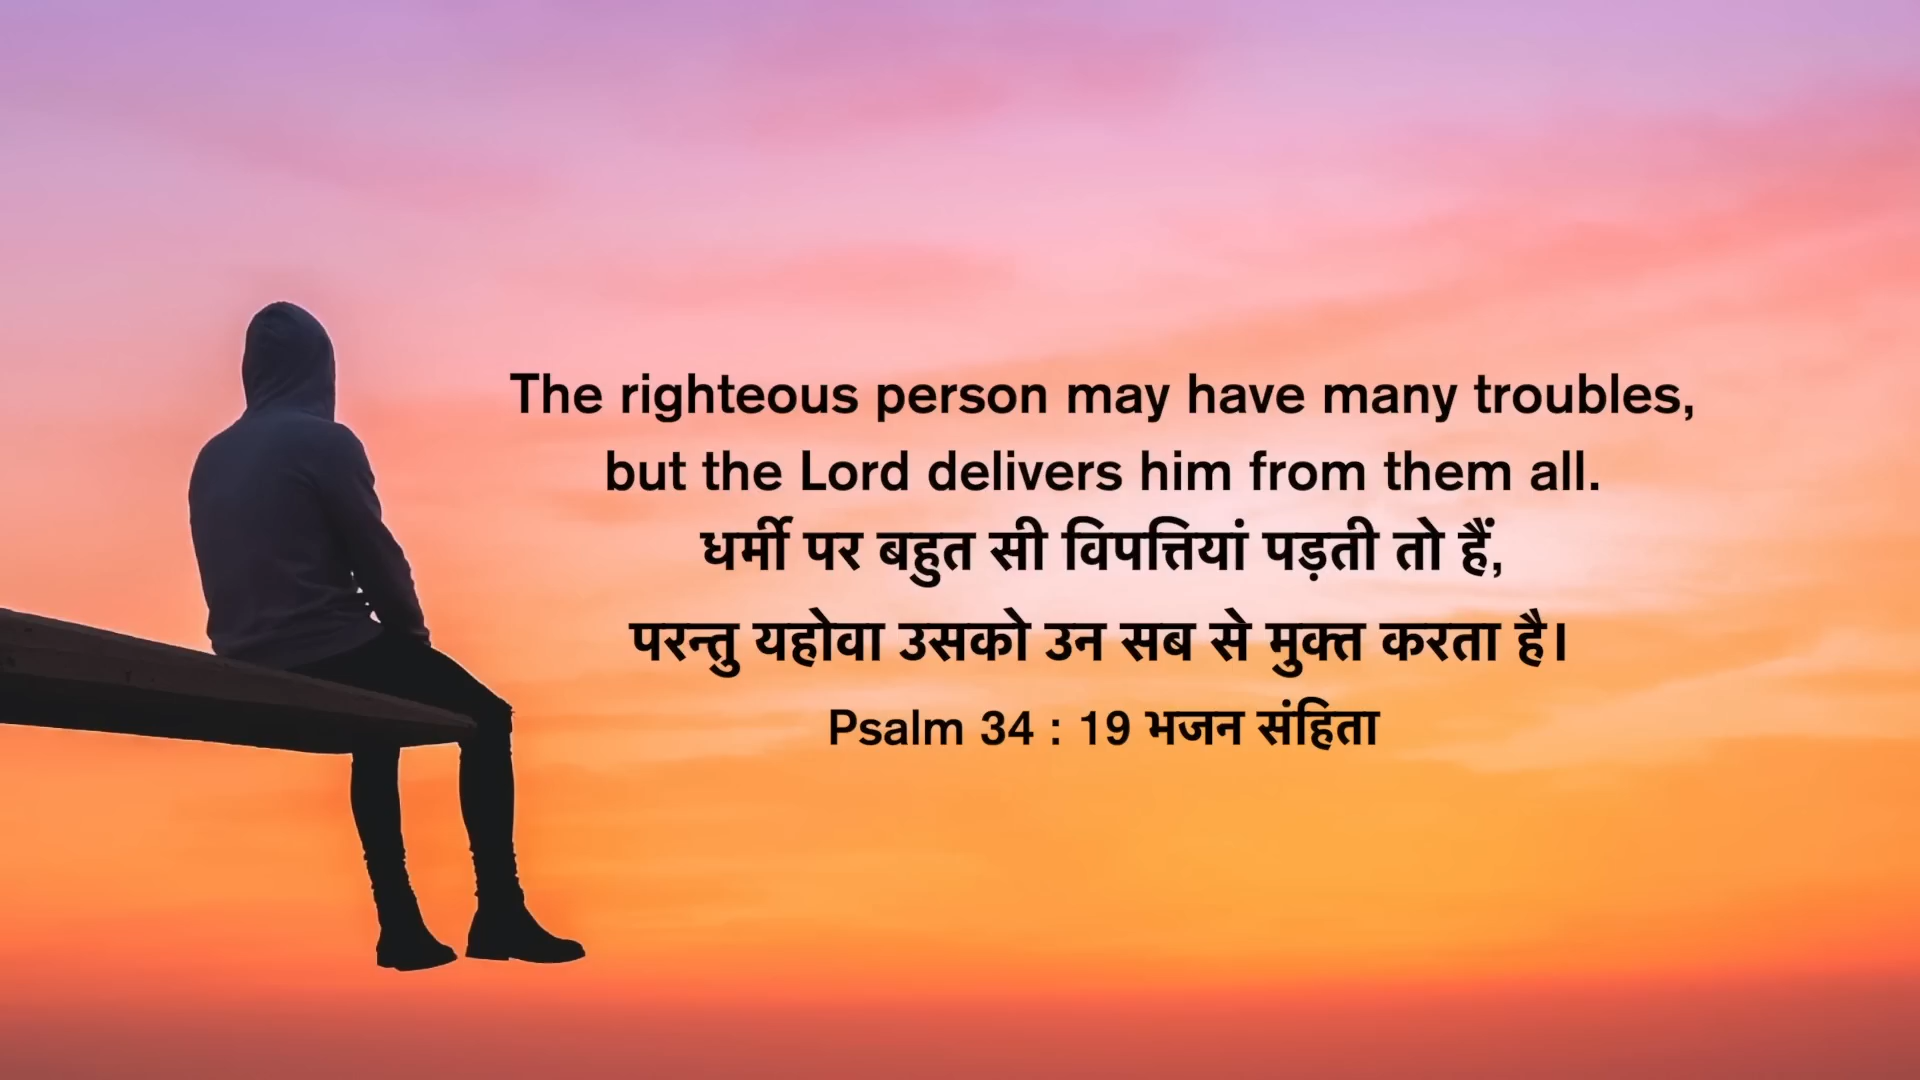 The righteous person may have many troubles,
but the Lord delivers him from them all.
धर्मी पर बहुत सी विपत्तियां पड़ती तो हैं,
परन्तु यहोवा उसको उन सब से मुक्त करता है।
Psalm 34 : 19 भजन संहिता